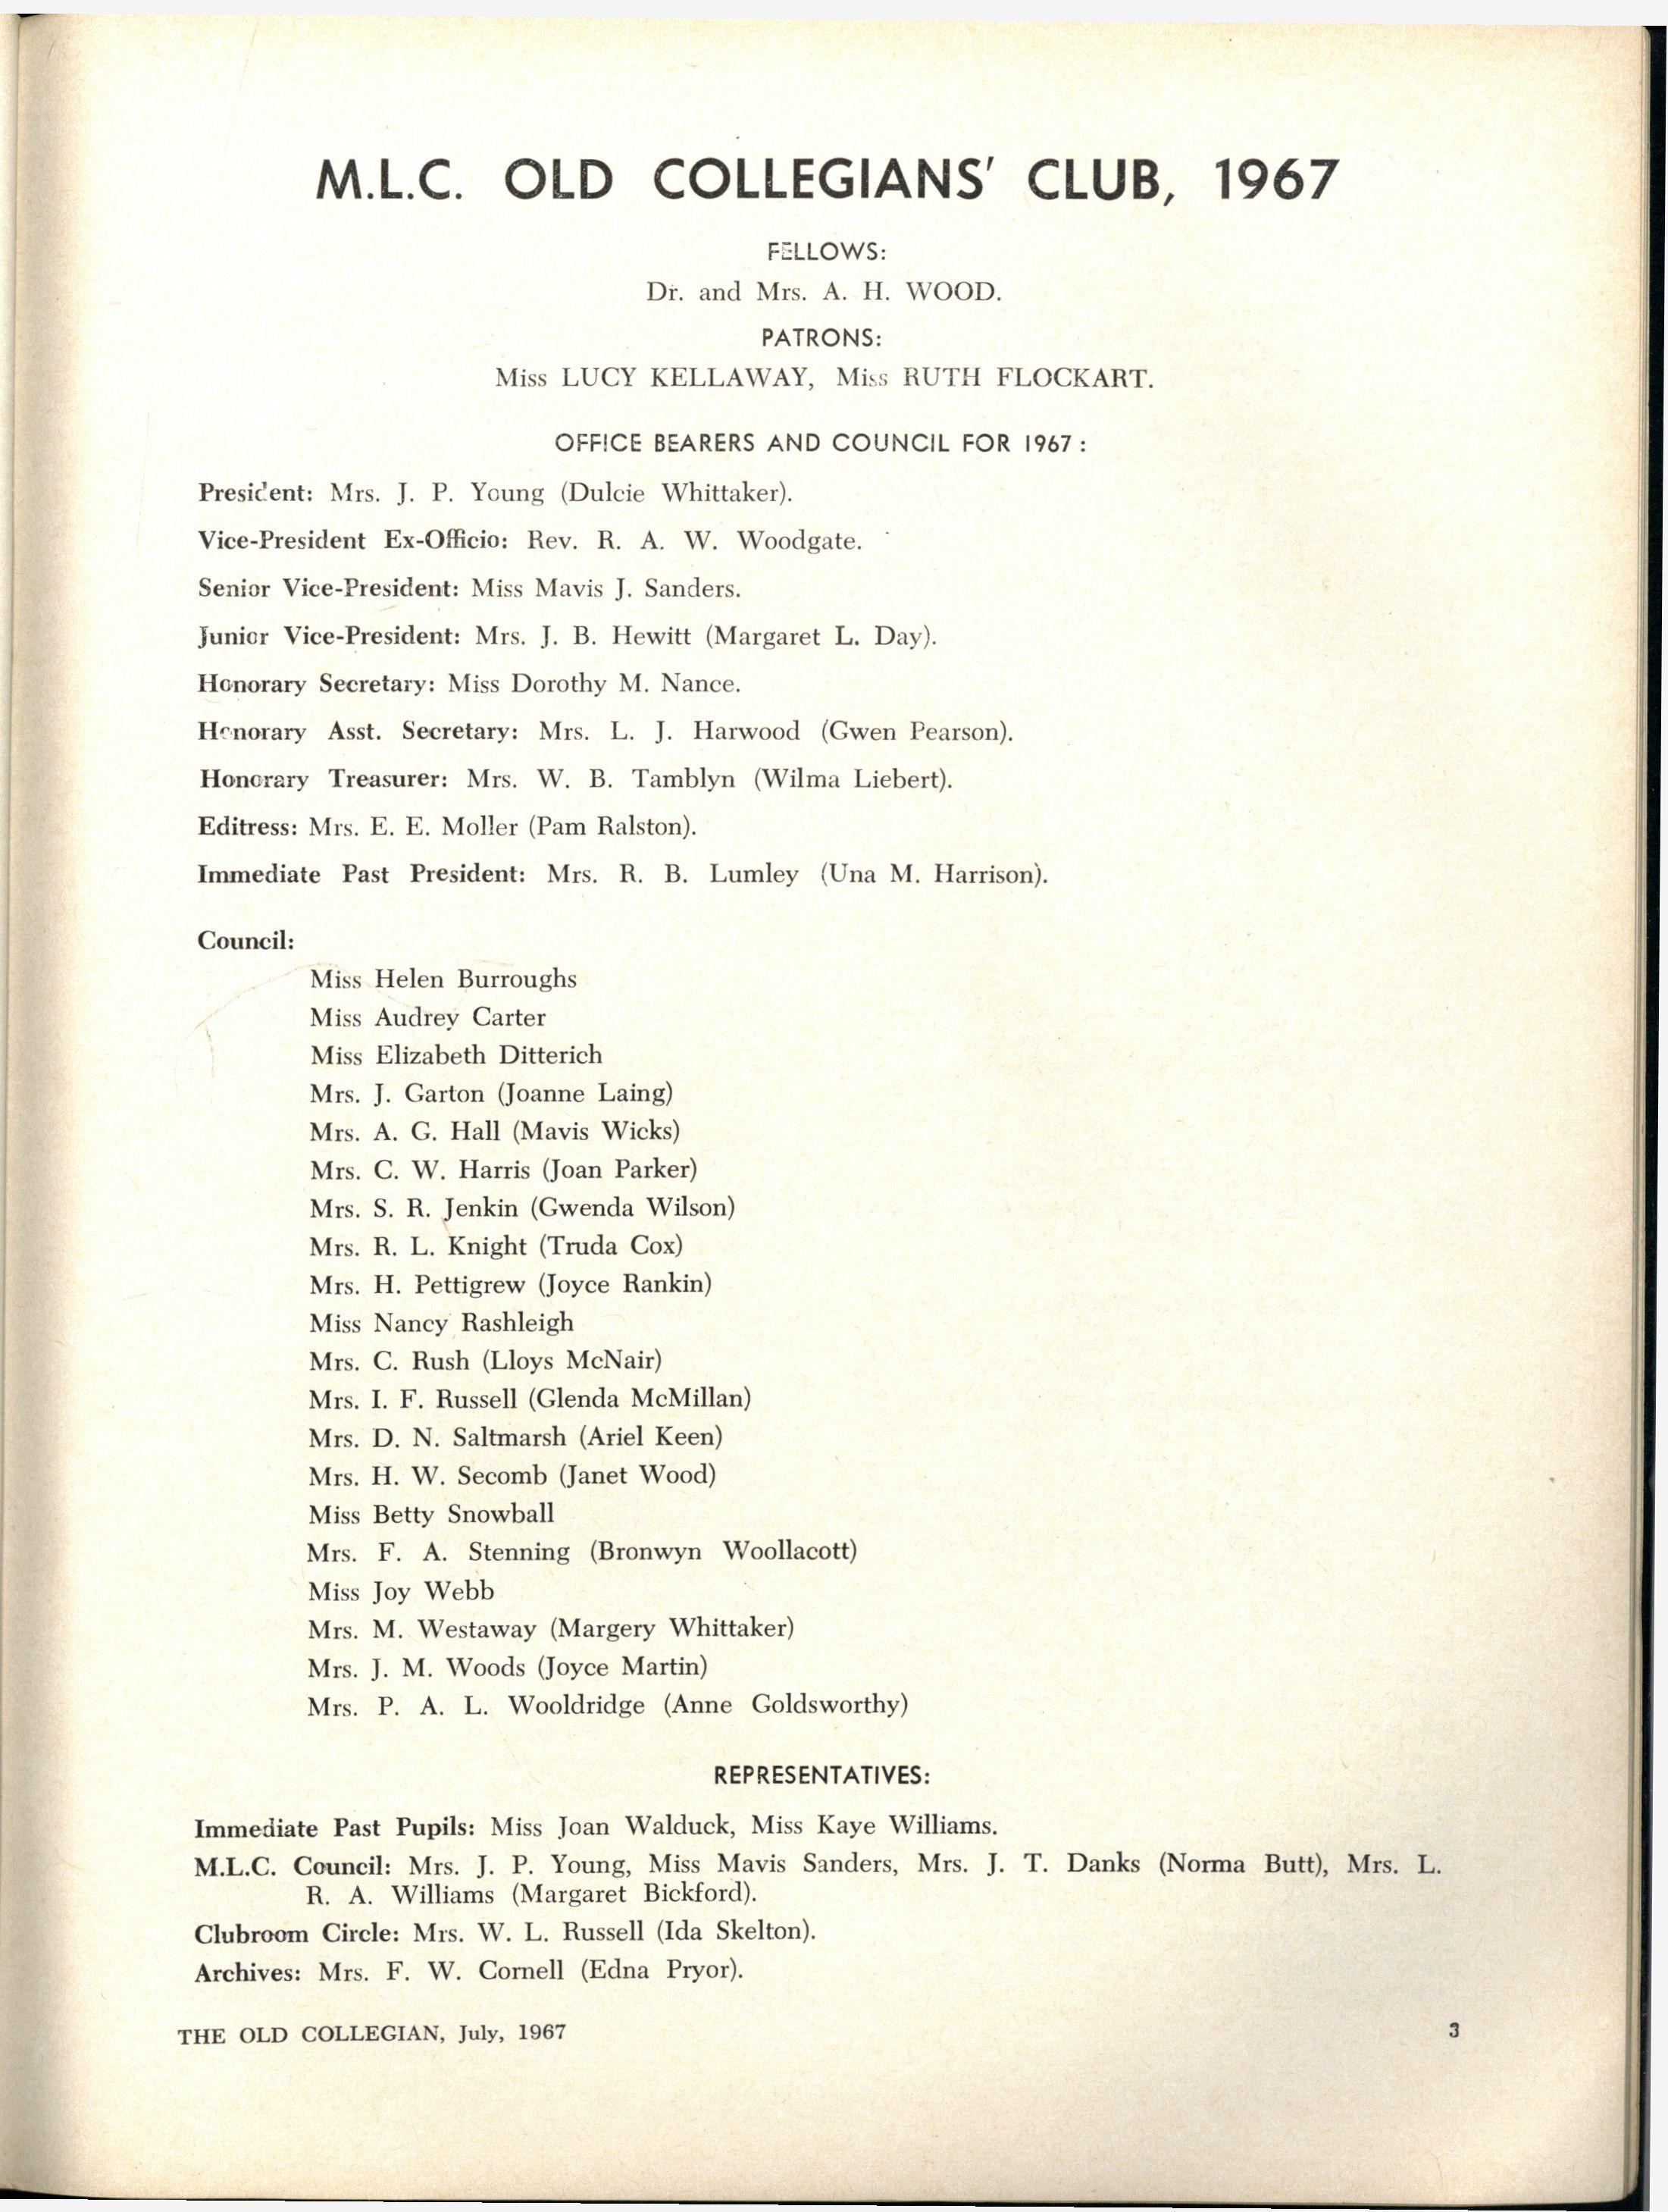 M.L.C. OLD COLLEGIANS' CLUB, 1967
FELLOWS:
Dr. and Mrs. A. H. WOOD.
PATRONS:
Miss LUCY KELLAWAY, Miss RUTH FLOCKART.
OFFICE BEARERS AND COUNCIL FOR 1967:
President: Mrs. J. P. Young (Dulcie Whittaker).
Vice-President Ex-Officio: Rev. R. A. W. Woodgate.
Senior Vice-President: Miss Mavis J. Sanders.
Junior Vice-President: Mrs. J. B. Hewitt (Margaret L. Day).
Honorary Secretary: Miss Dorothy M. Nance.
Honorary Asst. Secretary: Mrs. L. J. Harwood (Gwen Pearson).
Honorary Treasurer: Mrs. W. B. Tamblyn (Wilma Liebert).
Editress: Mrs. E. E. Moller (Pam Ralston).
Immediate Past President: Mrs. R. B. Lumley (Una M. Harrison).
Council:
Miss Helen Burroughs
Miss Audrey Carter
Miss Elizabeth Ditterich
Mrs. J. Garton (Joanne Laing)
Mrs. A. G. Hall (Mavis Wicks)
Mrs. C. W. Harris (Joan Parker)
Mrs. S. R. Jenkin (Gwenda Wilson)
Mrs. R. L. Knight (Truda Cox)
Mrs. H. Pettigrew (Joyce Rankin)
Miss Nancy Rashleigh
Mrs. C. Rush (Lloys McNair)
Mrs. I. F. Russell (Glenda McMillan)
Mrs. D. N. Saltmarsh (Ariel Keen)
Mrs. H. W. Secomb (Janet Wood)
Miss Betty Snowball
Mrs. F. A. Stenning (Bronwyn Woollacott)
Miss Joy Webb
Mrs. M. Westaway (Margery Whittaker)
Mrs. J. M. Woods (Joyce Martin)
Mrs. P. A. L. Wooldridge (Anne Goldsworthy)
REPRESENTATIVES:
Immediate Past Pupils: Miss Joan Walduck, Miss Kaye Williams.
M.L.C. Council: Mrs. J. P. Young, Miss Mavis Sanders, Mrs. J. T. Danks (Norma Butt), Mrs. L.
R. A. Williams (Margaret Bickford).
Clubroom Circle: Mrs. W. L. Russell (Ida Skelton).
Archives: Mrs. F. W. Cornell (Edna Pryor).
THE OLD COLLEGIAN, July, 1967 3